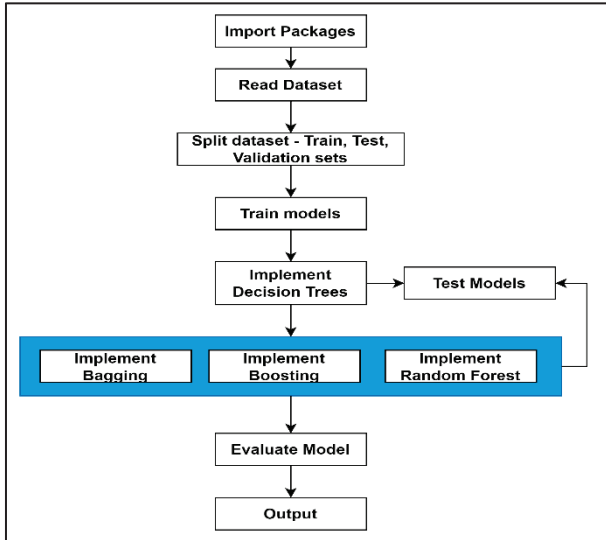 Import Packages
Read Dataset
Split dataset - Train, Test,
Validation sets
Train models
Implement
Decision Trees
Test Models
Implement
Bagging
Implement
Boosting
Implement
Random Forest
Evaluate Model
Output